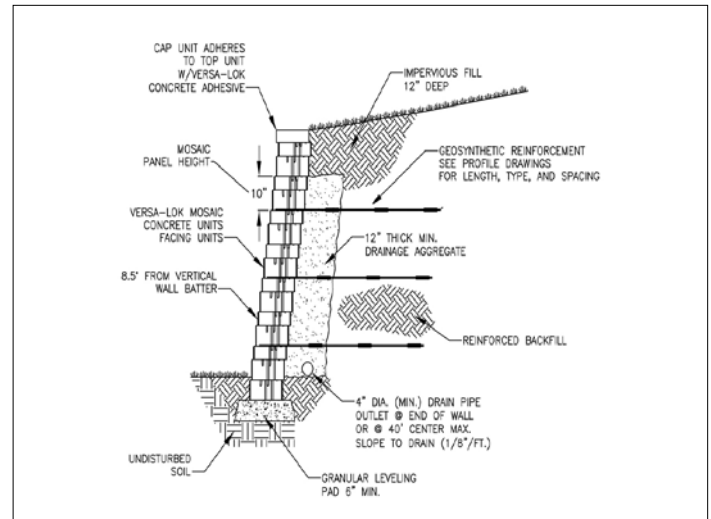 CAP UNIT ADHERES
TO TOP UNIT
W/VERSA-LOK
CONCRETE ADHESIVE
IMPERVIOUS FILL
12" DEEP
MOSAIC
PANEL HEIGHT
10"
GEOSYNTHETIC REINFORCEMENT
SEE PROFILE DRAWINGS
FOR LENGTH, TYPE, AND SPACING
VERSA-LOK MOSAIC
CONCRETE UNITS
FACING UNITS
12" THICK MIN.
DRAINAGE AGGREGATE
8.5° FROM VERTICAL
WALL BATTER
REINFORCED BACKFILL
4" DIA. (MIN.) DRAIN PIPE
OUTLET @ END OF WALL
OR @ 40' CENTER MAX.
SLOPE TO DRAIN (1/8"/FT.)
UNDISTURBED
SOIL
GRANULAR LEVELING
PAD 6" MIN.